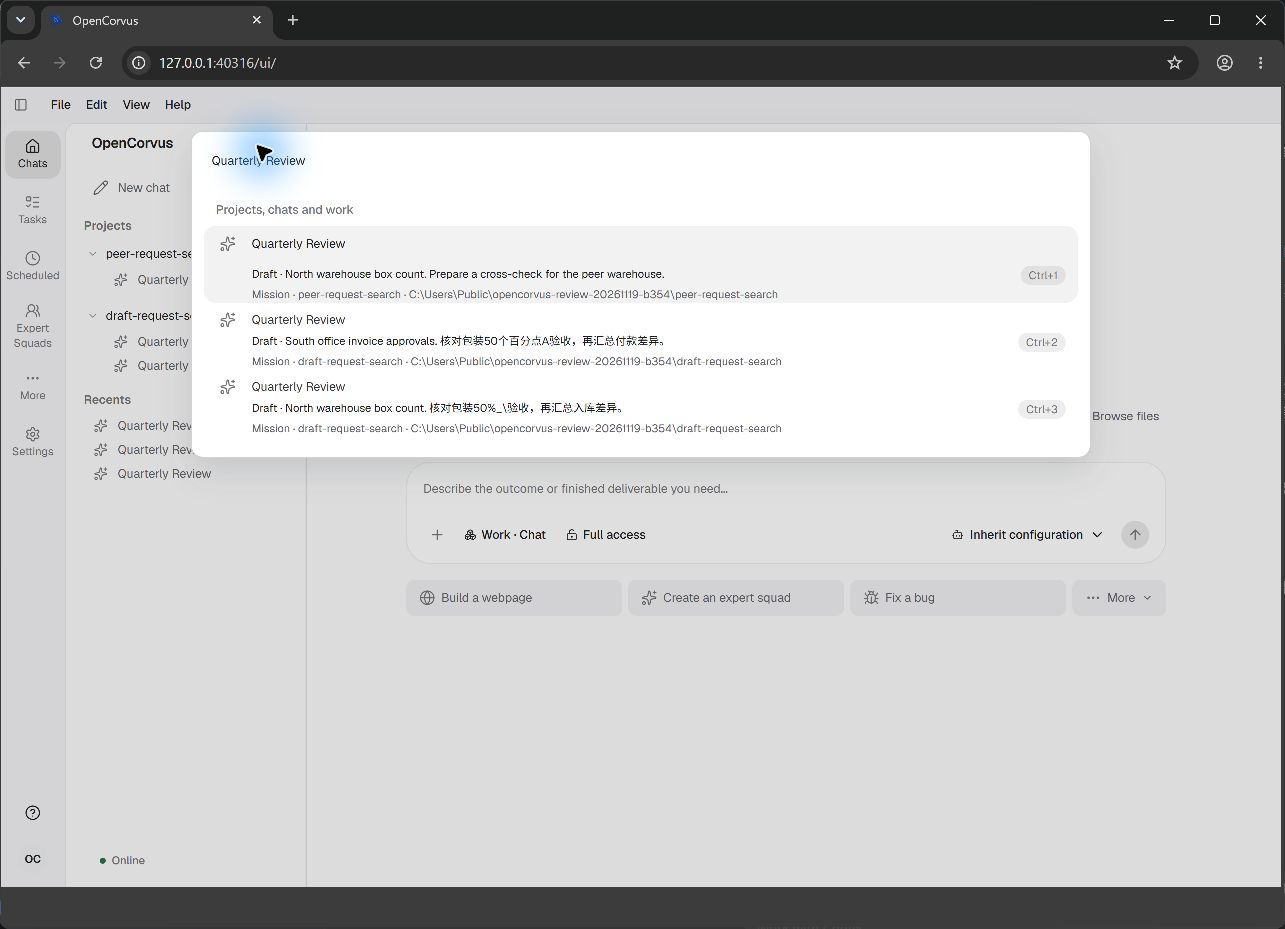 OpenCorvus
127.0.0.1:40316/ui/
File Edit View Help
Chats
Tasks
Scheduled
Expert
Squads
More
Settings
OC
OpenCorvus
New chat
Projects
peer-request-se
Quarterly
draft-request-s
Quarterly
Quarterly
Recents
Quarterly Rev
Quarterly Rev
Quarterly Review
Online
Quarterly Review
Projects, chats and work
Quarterly Review
Draft · North warehouse box count. Prepare a cross-check for the peer warehouse.
Mission · peer-request-search · C:\Users\Public\opencorvus-review-20261119-b354\peer-request-search
Ctrl+1
Quarterly Review
Draft · South office invoice approvals. 核对包装50个百分点A验收，再汇总付款差异。
Mission · draft-request-search · C:\Users\Public\opencorvus-review-20261119-b354\draft-request-search
Ctrl+2
Quarterly Review
Draft · North warehouse box count. 核对包装50%_\验收，再汇总入库差异。
Mission · draft-request-search · C:\Users\Public\opencorvus-review-20261119-b354\draft-request-search
Ctrl+3
Browse files
Describe the outcome or finished deliverable you need...
Work · Chat Full access Inherit configuration
Build a webpage Create an expert squad Fix a bug More